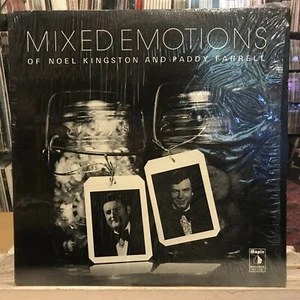 MIXED EMOTIONS
OF NOEL KINGSTON AND PADDY FARRELL